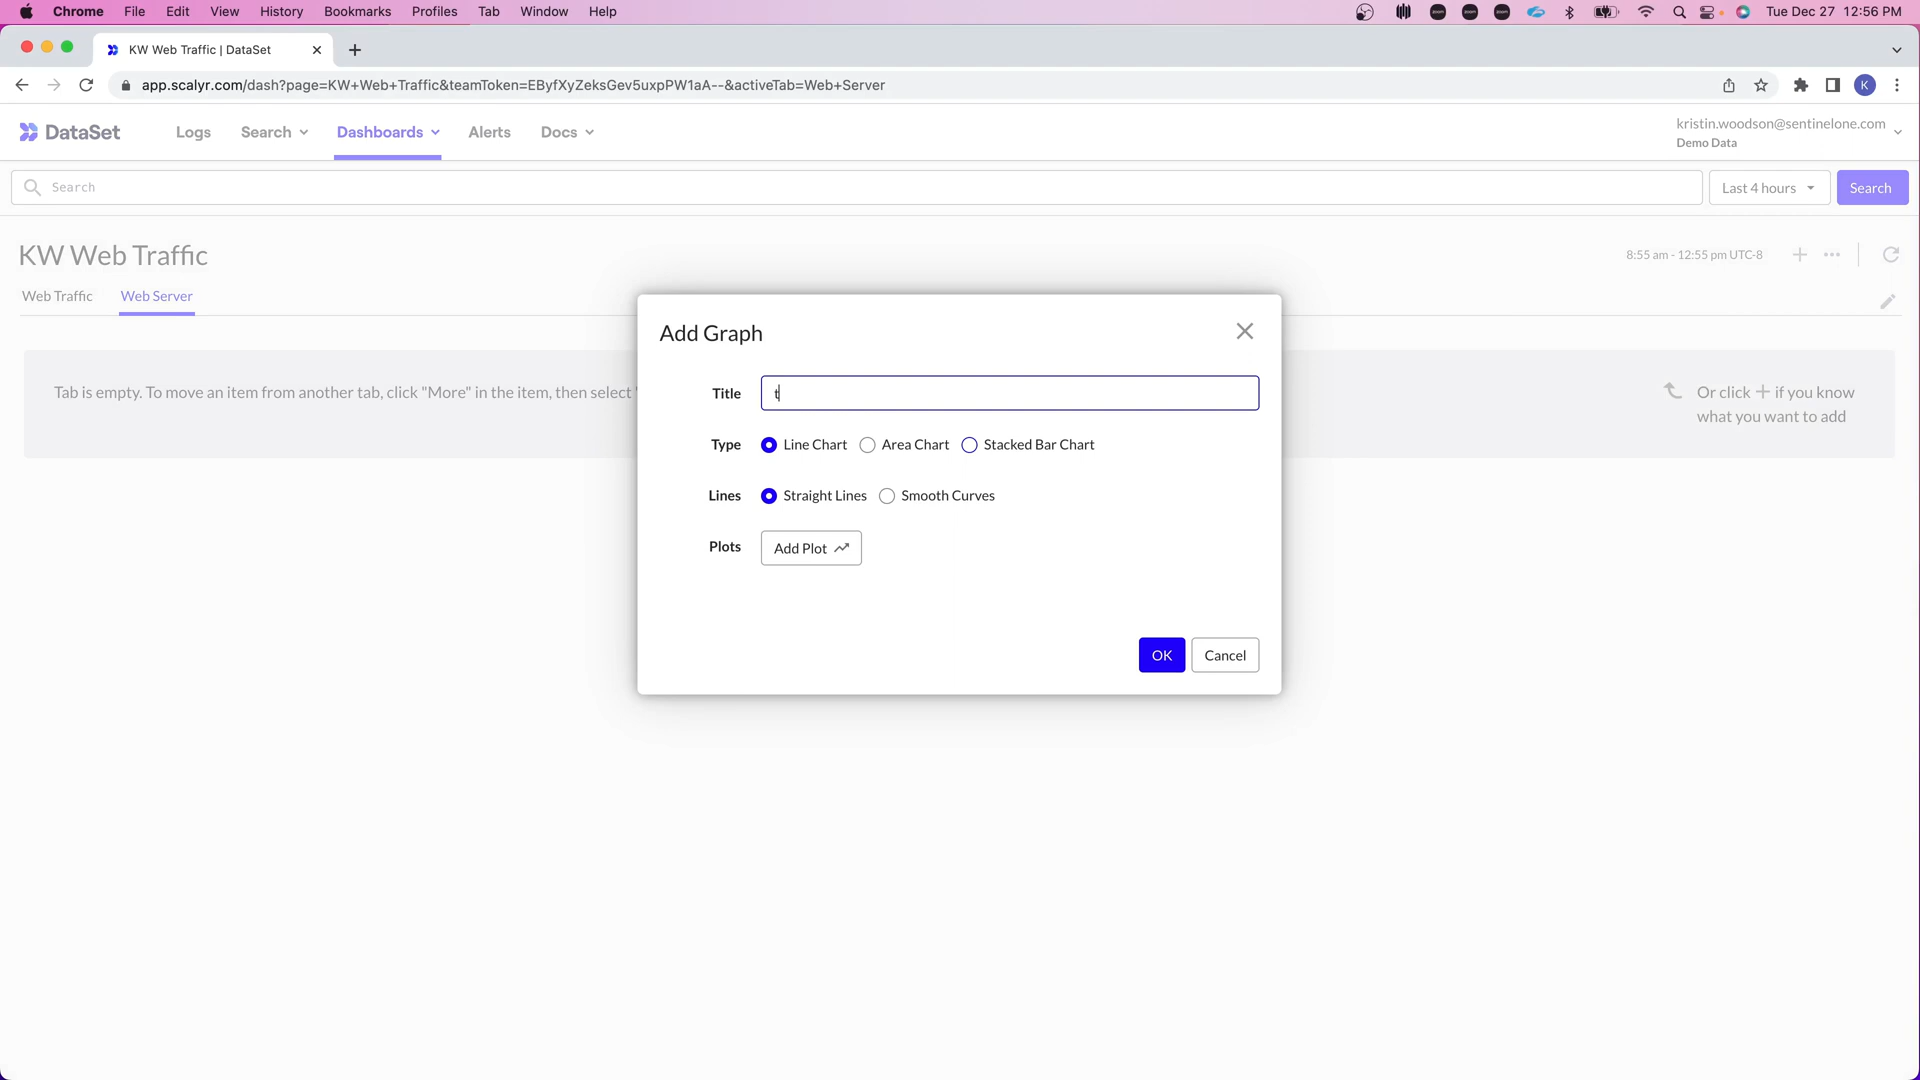 Chrome File Edit View History Bookmarks Profiles Tab Window Help Tue Dec 27 12:56 PM
KW Web Traffic | DataSet
app.scalyr.com/dash?page=KW+Web+Traffic&teamToken=EByfXyZeksGev5uxpPW1aA--&activeTab=Web+Server
K
DataSet Logs Search Dashboards Alerts Docs
kristin.woodson@sentinelone.com
Demo Data
Search Last 4 hours Search
KW Web Traffic 8:55 am - 12:55 pm UTC-8
Web Traffic Web Server
Tab is empty. To move an item from another tab, click "More" in the item, then select
Or click + if you know
what you want to add
Add Graph
Title t
Type Line Chart Area Chart Stacked Bar Chart
Lines Straight Lines Smooth Curves
Plots Add Plot
OK Cancel